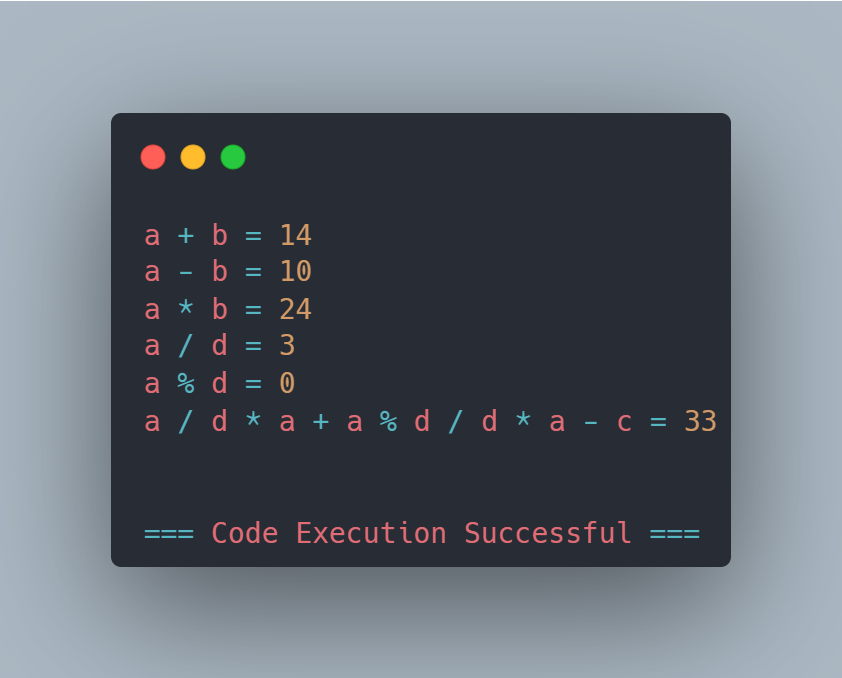 a + b = 14
a - b = 10
a * b = 24
a / d = 3
a % d = 0
a / d * a + a % d / d * a - c = 33
=== Code Execution Successful ===